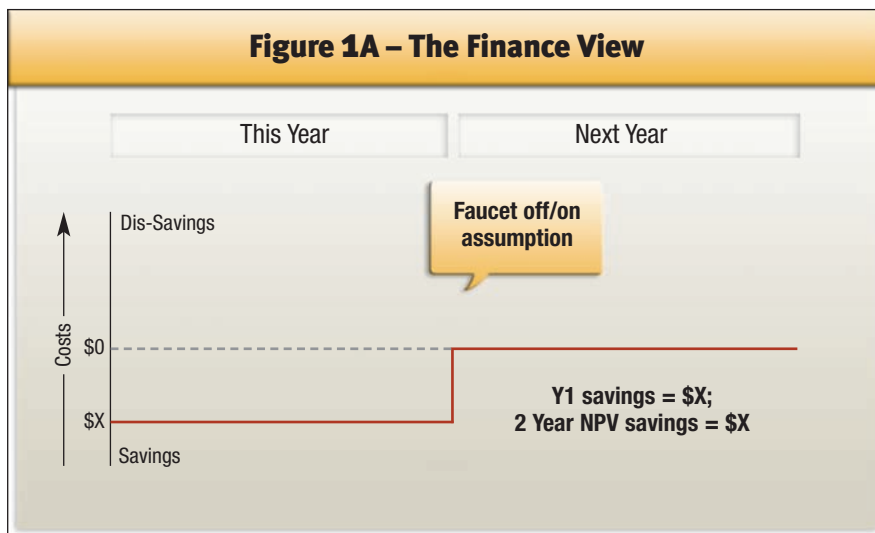 Figure 1A – The Finance View
This Year
Next Year
Dis-Savings
Faucet off/on
assumption
Costs
$0
$X
Savings
Y1 savings = $X;
2 Year NPV savings = $X